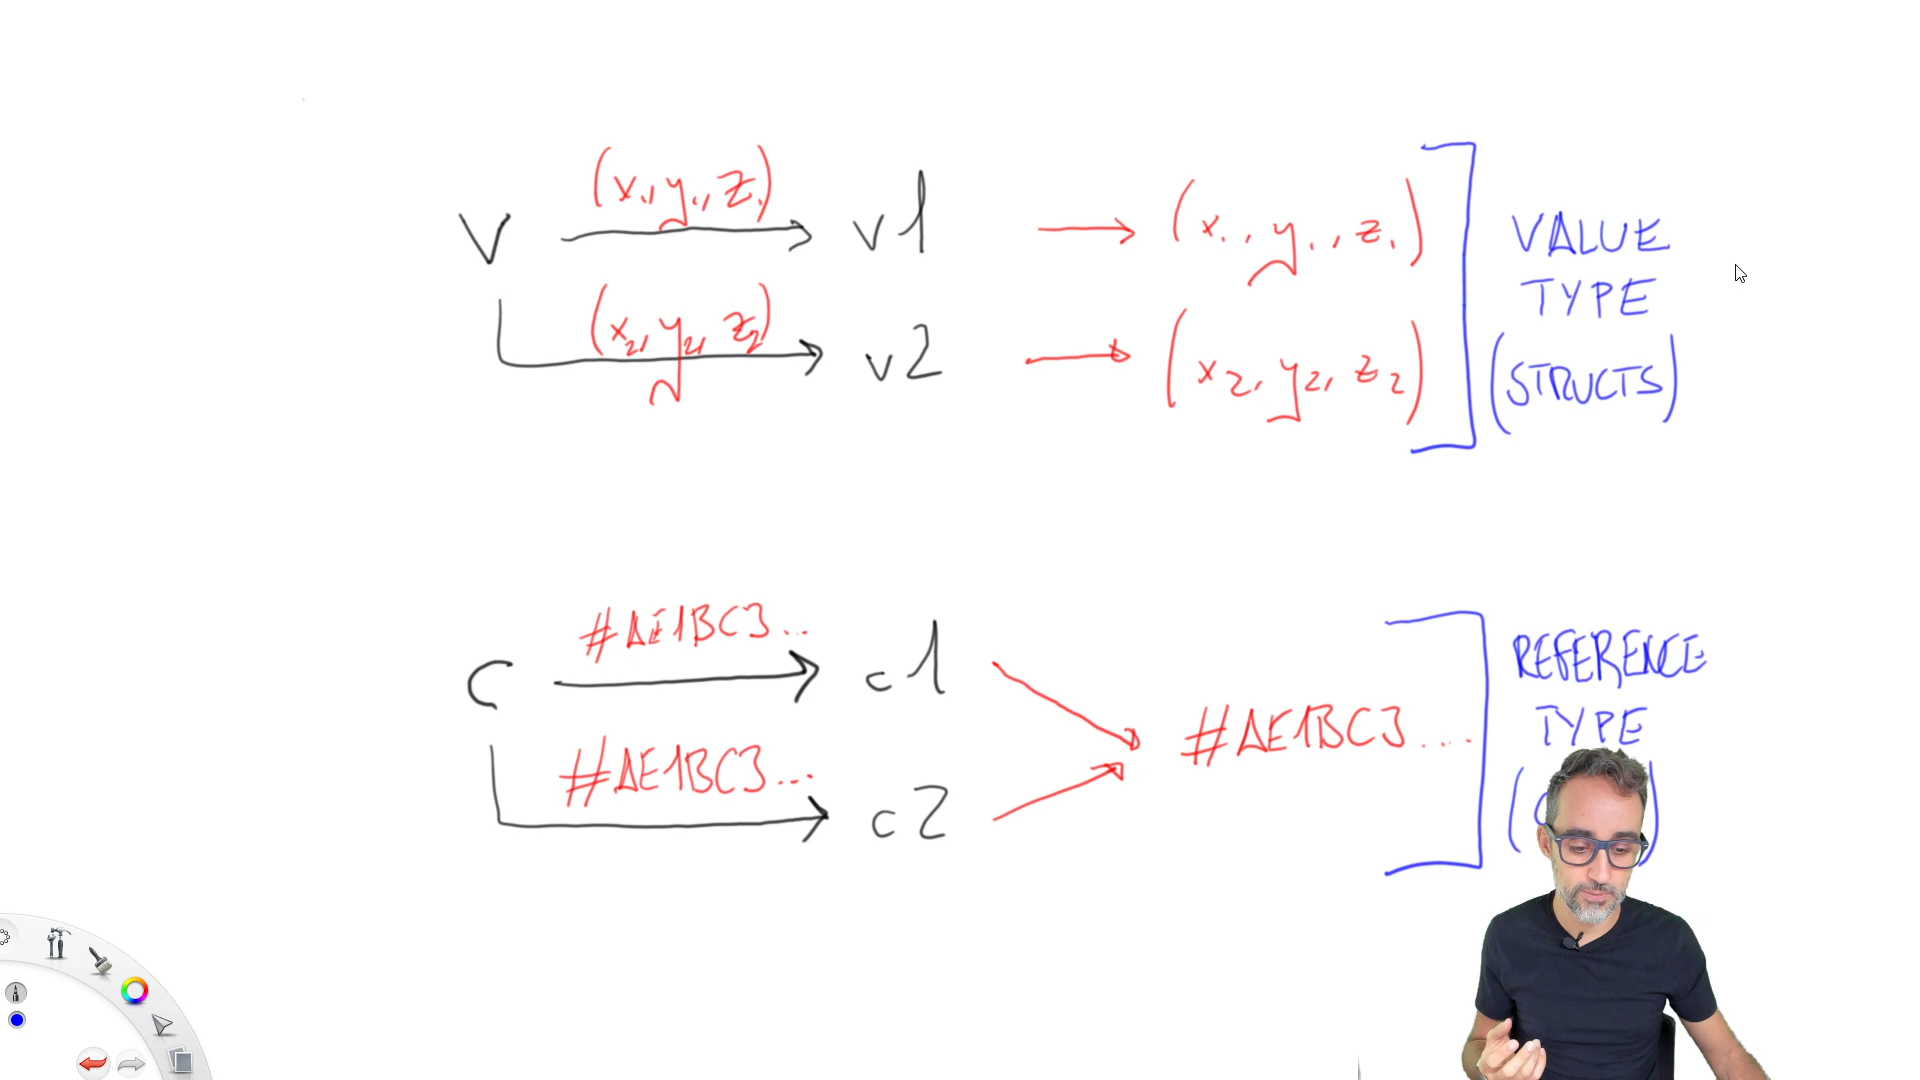 (x₁, y₁, z₁)
V v1 (x₁, y₁, z₁)
(x₂, y₂, z₂)
v2 (x₂, y₂, z₂)
VALUE
TYPE
(STRUCTS)
#AE1BC3...
C c1
#AE1BC3...
c2
#AE1BC3....
REFERENCE
TYPE